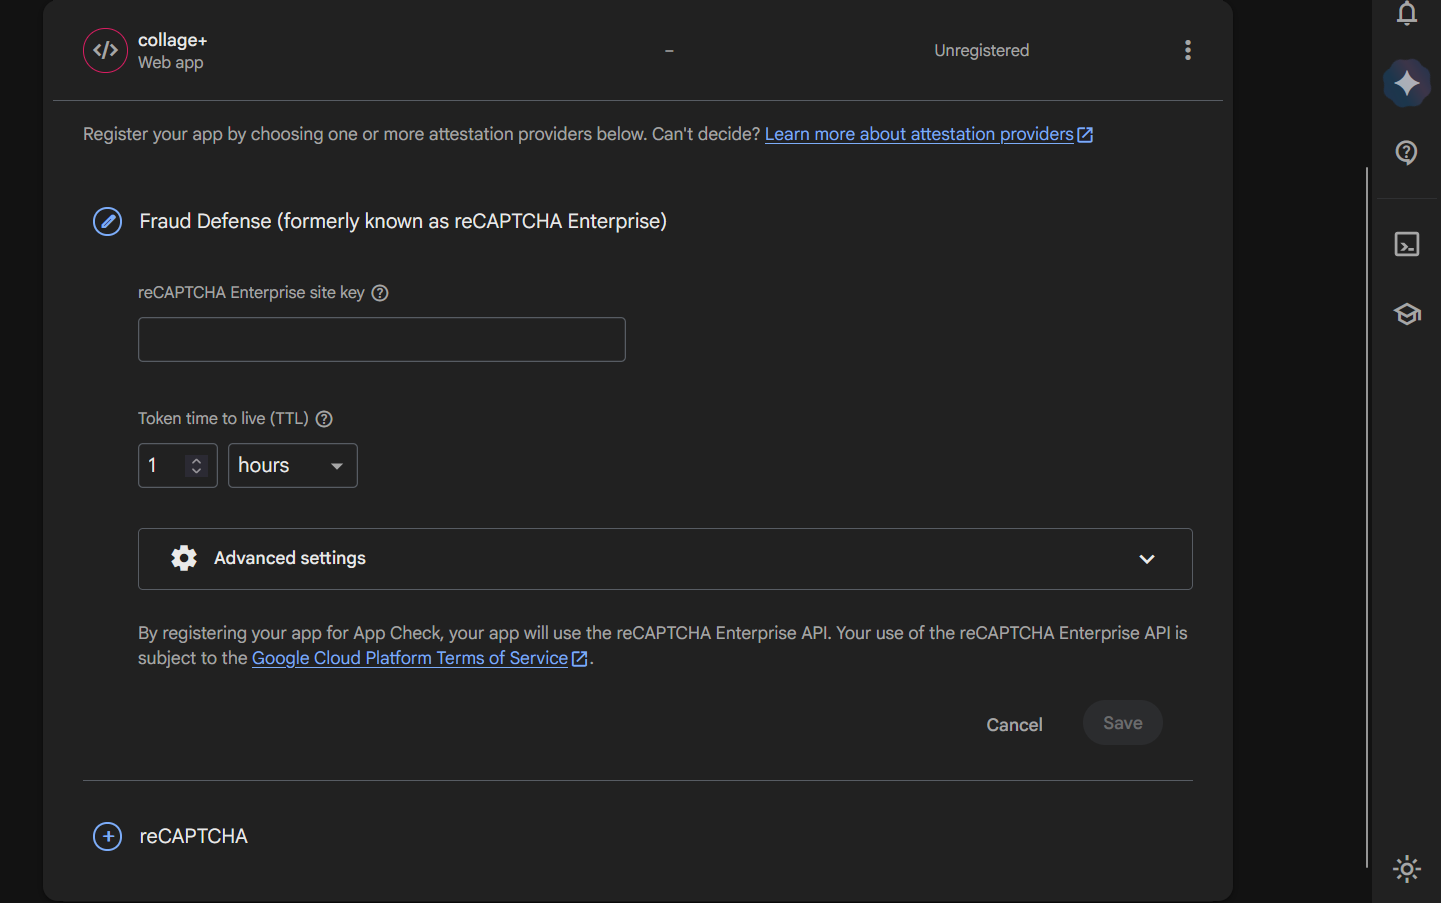 collage+
Web app
–
Unregistered
Register your app by choosing one or more attestation providers below. Can't decide? Learn more about attestation providers
Fraud Defense (formerly known as reCAPTCHA Enterprise)
reCAPTCHA Enterprise site key
Token time to live (TTL)
1 hours
Advanced settings
By registering your app for App Check, your app will use the reCAPTCHA Enterprise API. Your use of the reCAPTCHA Enterprise API is
subject to the Google Cloud Platform Terms of Service.
Cancel Save
reCAPTCHA